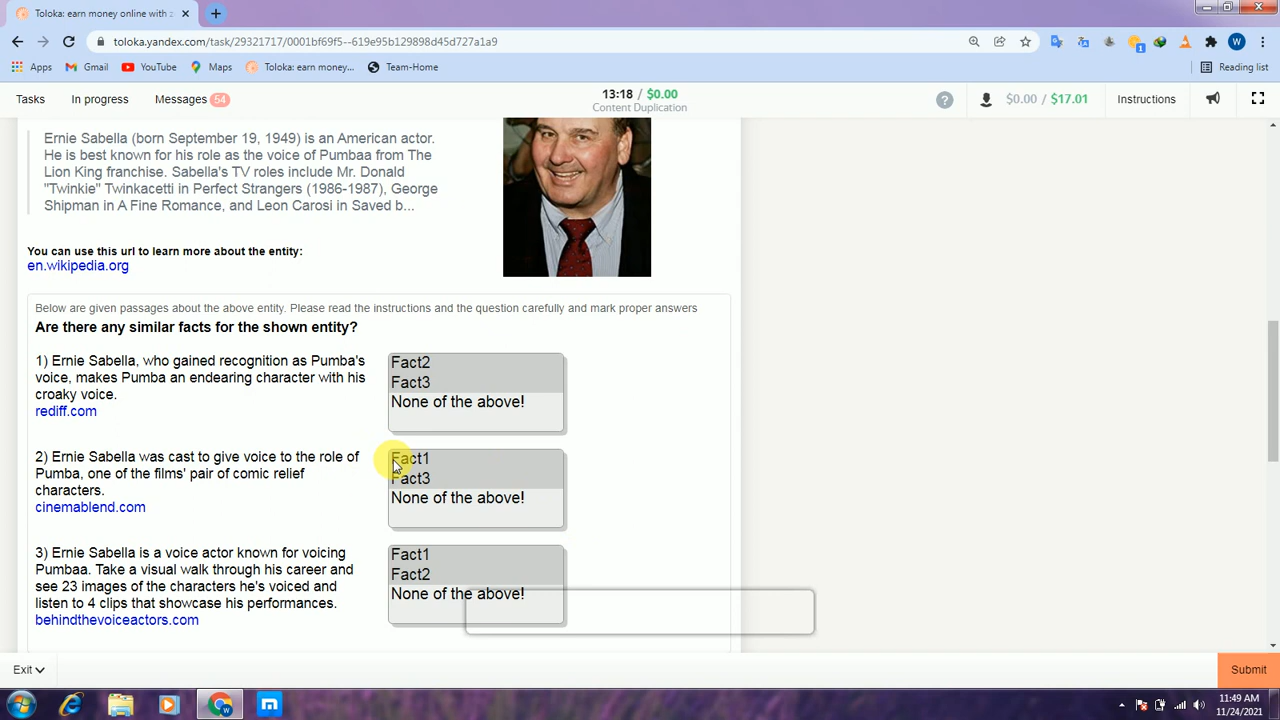 Toloka: earn money online with z
toloka.yandex.com/task/29321717/0001bf69f5--619e95b129898d45d727a1a9
Apps
Gmail
YouTube
Maps
Toloka: earn money...
Team-Home
Reading list
W
1
Tasks
In progress
Messages 54
13:18 / $0.00
Content Duplication
$0.00 / $17.01
Instructions
Ernie Sabella (born September 19, 1949) is an American actor.
He is best known for his role as the voice of Pumbaa from The
Lion King franchise. Sabella's TV roles include Mr. Donald
"Twinkie" Twinkacetti in Perfect Strangers (1986-1987), George
Shipman in A Fine Romance, and Leon Carosi in Saved b...
You can use this url to learn more about the entity:
en.wikipedia.org
Below are given passages about the above entity. Please read the instructions and the question carefully and mark proper answers
Are there any similar facts for the shown entity?
1) Ernie Sabella, who gained recognition as Pumba's
voice, makes Pumba an endearing character with his
croaky voice.
rediff.com
Fact2
Fact3
None of the above!
2) Ernie Sabella was cast to give voice to the role of
Pumba, one of the films' pair of comic relief
characters.
cinemablend.com
Fact1
Fact3
None of the above!
3) Ernie Sabella is a voice actor known for voicing
Pumbaa. Take a visual walk through his career and
see 23 images of the characters he's voiced and
listen to 4 clips that showcase his performances.
behindthevoiceactors.com
Fact1
Fact2
None of the above!
Exit
Submit
11:49 AM
11/24/2021